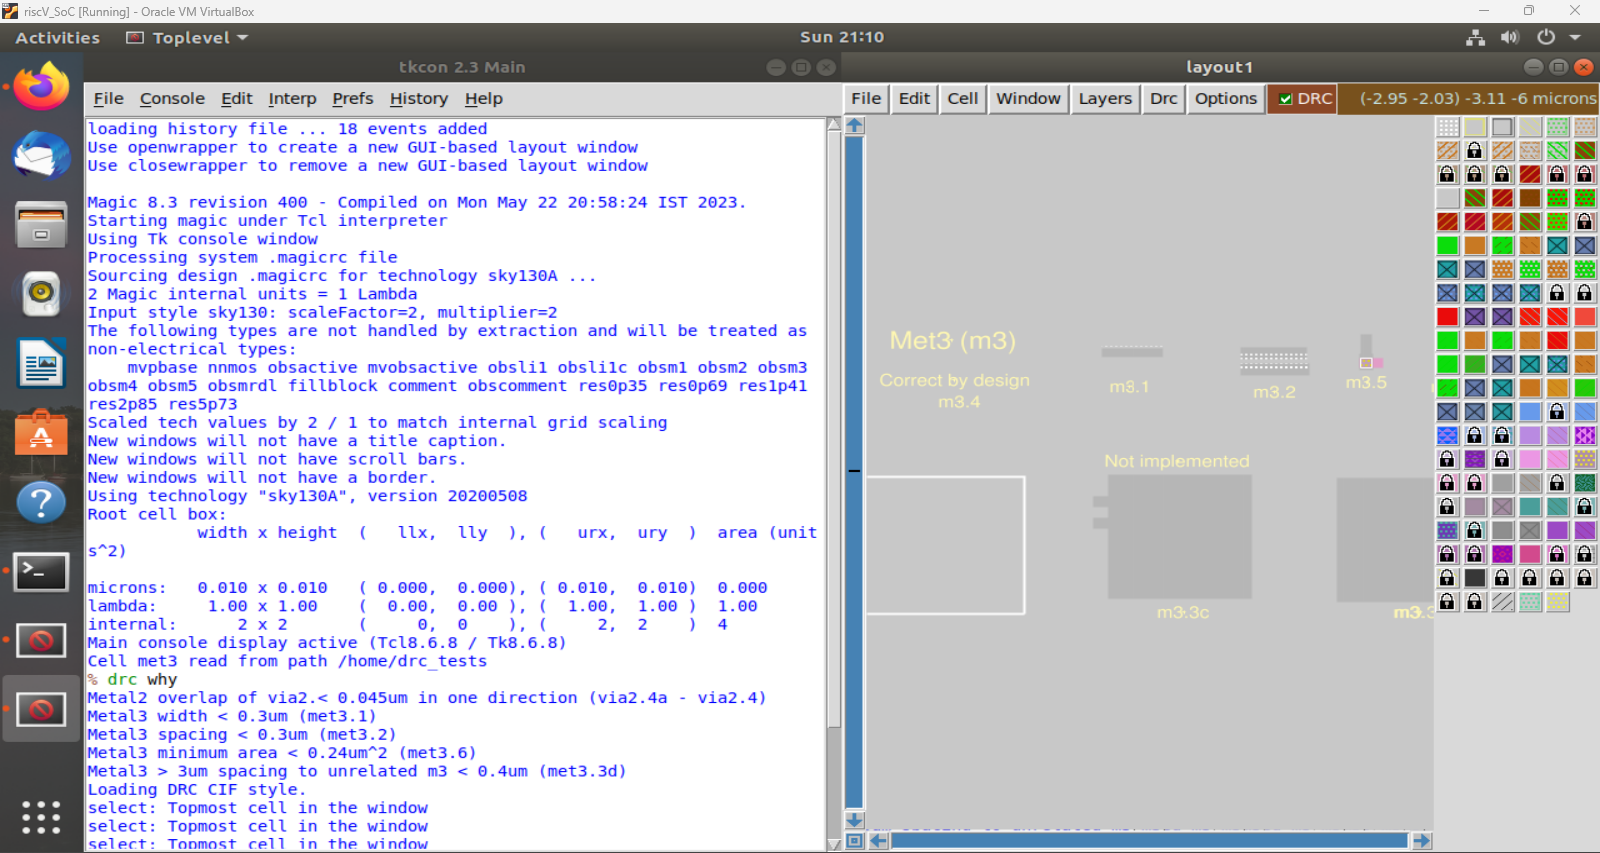 riscV_SoC [Running] - Oracle VM VirtualBox
Activities Toplevel Sun 21:10
tkcon 2.3 Main
File Console Edit Interp Prefs History Help
loading history file ... 18 events added
Use openwrapper to create a new GUI-based layout window
Use closewrapper to remove a new GUI-based layout window
Magic 8.3 revision 400 - Compiled on Mon May 22 20:58:24 IST 2023.
Starting magic under Tcl interpreter
Using Tk console window
Processing system .magicrc file
Sourcing design .magicrc for technology sky130A ...
2 Magic internal units = 1 Lambda
Input style sky130: scaleFactor=2, multiplier=2
The following types are not handled by extraction and will be treated as
non-electrical types:
mvpbase nnmos obsactive mvobsactive obsli1 obsli1c obsm1 obsm2 obsm3
obsm4 obsm5 obsmrdl fillblock comment obscomment res0p35 res0p69 res1p41
res2p85 res5p73
Scaled tech values by 2 / 1 to match internal grid scaling
New windows will not have a title caption.
New windows will not have scroll bars.
New windows will not have a border.
Using technology "sky130A", version 20200508
Root cell box:
width x height ( llx, lly ), ( urx, ury ) area (unit
s^2)
microns: 0.010 x 0.010 ( 0.000, 0.000), ( 0.010, 0.010) 0.000
lambda: 1.00 x 1.00 ( 0.00, 0.00 ), ( 1.00, 1.00 ) 1.00
internal: 2 x 2 ( 0, 0 ), ( 2, 2 ) 4
Main console display active (Tcl8.6.8 / Tk8.6.8)
Cell met3 read from path /home/drc_tests
% drc why
Metal2 overlap of via2.< 0.045um in one direction (via2.4a - via2.4)
Metal3 width < 0.3um (met3.1)
Metal3 spacing < 0.3um (met3.2)
Metal3 minimum area < 0.24um^2 (met3.6)
Metal3 > 3um spacing to unrelated m3 < 0.4um (met3.3d)
Loading DRC CIF style.
select: Topmost cell in the window
select: Topmost cell in the window
select: Topmost cell in the window
layout1
File Edit Cell Window Layers Drc Options DRC (-2.95 -2.03) -3.11 -6 microns
Met3 (m3)
Correct by design
m3.4
m3.1
m3.2
m3.5
Not implemented
m3.3c
m3.3